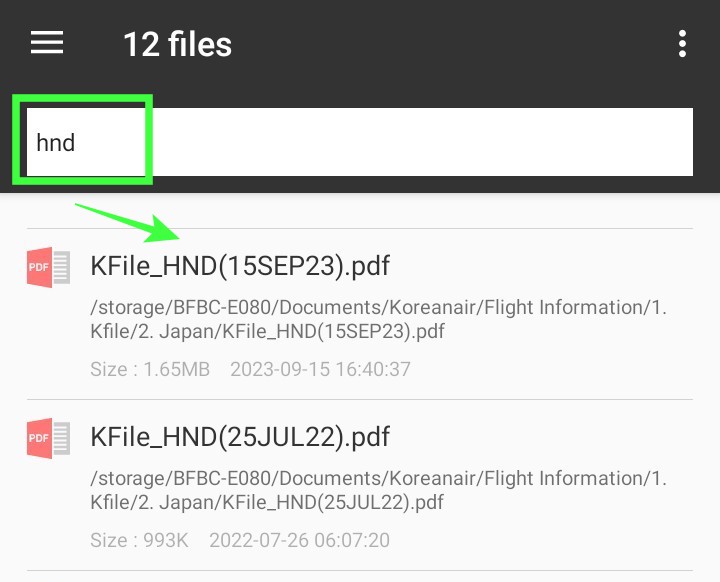 12 files
hnd
PDF
KFile_HND(15SEP23).pdf
/storage/BFBC-E080/Documents/Koreanair/Flight Information/1.
Kfile/2. Japan/KFile_HND(15SEP23).pdf
Size : 1.65MB 2023-09-15 16:40:37
PDF
KFile_HND(25JUL22).pdf
/storage/BFBC-E080/Documents/Koreanair/Flight Information/1.
Kfile/2. Japan/KFile_HND(25JUL22).pdf
Size : 993K 2022-07-26 06:07:20